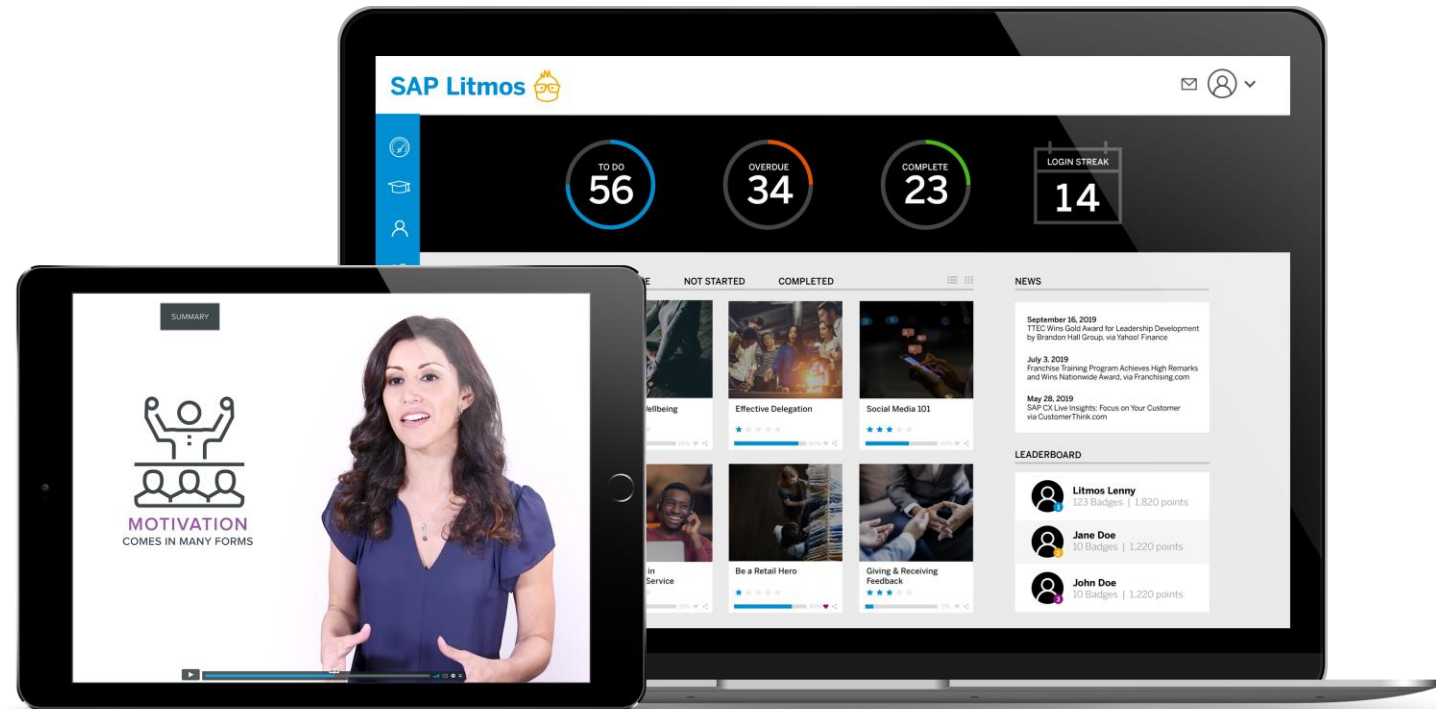 SAP Litmos
TO DO
56
OVERDUE
34
COMPLETE
23
LOGIN STREAK
14
NOT STARTED
COMPLETED
NEWS
September 16, 2019
TTEC Wins Gold Award for Leadership Development
by Brandon Hall Group, via Yahoo! Finance
July 3, 2019
Franchise Training Program Achieves High Remarks
and Wins Nationwide Award, via Franchising.com
May 28, 2019
SAP CX Live Insights: Focus on Your Customer
via CustomerThink.com
Effective Delegation
Social Media 101
Be a Retail Hero
Giving & Receiving
Feedback
in
Service
LEADERBOARD
Litmos Lenny
123 Badges | 1.820 points
Jane Doe
10 Badges | 1.220 points
John Doe
10 Badges | 1.220 points
SUMMARY
MOTIVATION
COMES IN MANY FORMS